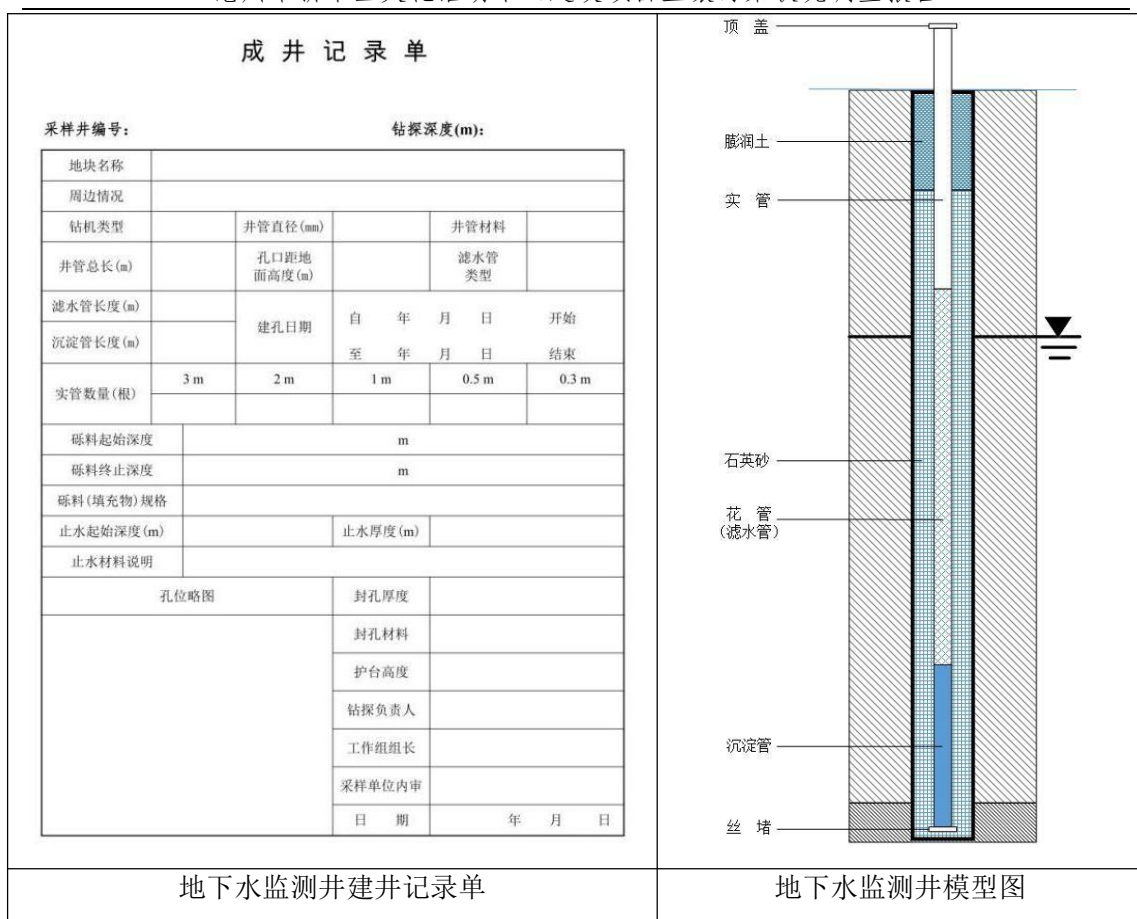 成井记录单
采样井编号: 钻探深度(m):
地块名称
周边情况
钻机类型 井管直径(mm) 井管材料
井管总长(m) 孔口距地面高度(m) 滤水管类型
滤水管长度(m) 建孔日期 自 年 月 日 开始
沉淀管长度(m) 至 年 月 日 结束
实管数量(根) 3 m 2 m 1 m 0.5 m 0.3 m
砾料起始深度 m
砾料终止深度 m
砾料(填充物)规格
止水起始深度(m) 止水厚度(m)
止水材料说明
孔位略图 封孔厚度
封孔材料
护台高度
钻探负责人
工作组组长
采样单位内审
日 期 年 月 日
地下水监测井建井记录单
顶 盖
膨润土
实 管
石英砂
花 管
(滤水管)
沉淀管
丝 堵
地下水监测井模型图